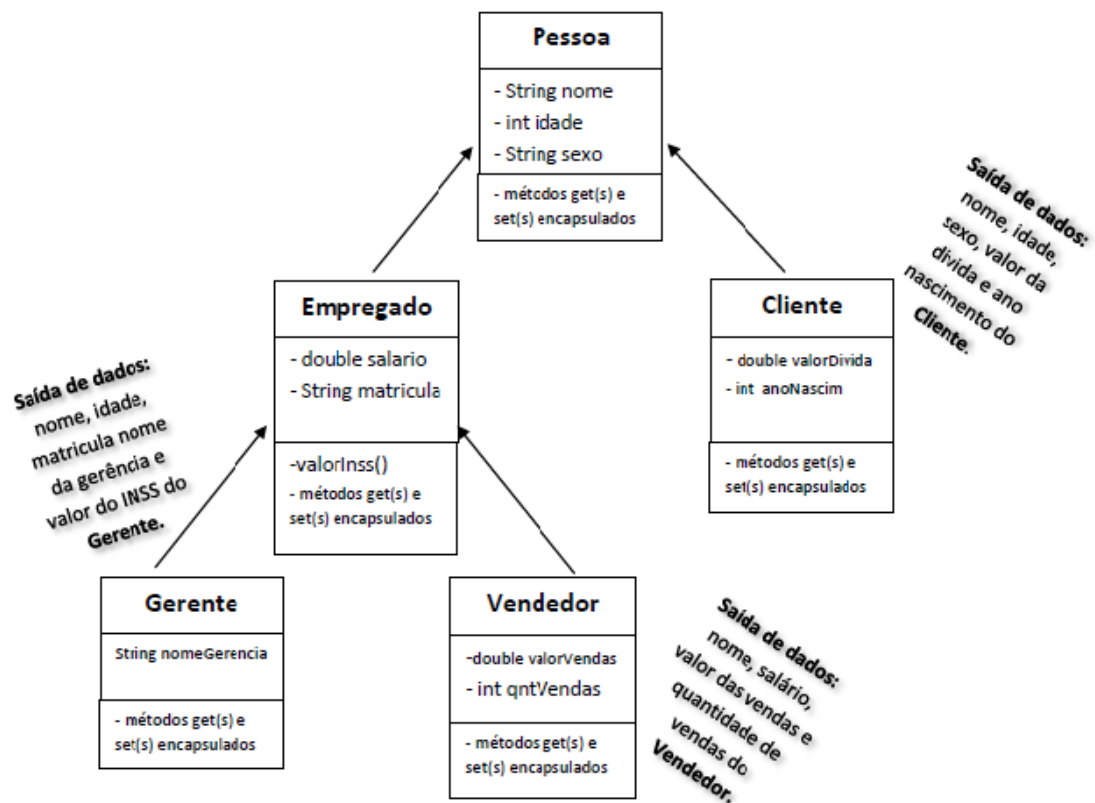 Pessoa
- String nome
- int idade
- String sexo
- métodos get(s) e
set(s) encapsulados
Empregado
- double salario
- String matricula
-valorInss()
- métodos get(s) e
set(s) encapsulados
Cliente
- double valorDivida
- int anoNascim
- métodos get(s) e
set(s) encapsulados
Saída de dados:
nome, idade,
sexo, valor da
divida e ano
nascimento do
Cliente.
Saída de dados:
nome, idade,
matricula nome
da gerência e
valor do INSS do
Gerente.
Gerente
String nomeGerencia
- métodos get(s) e
set(s) encapsulados
Vendedor
-double valorVendas
- int qntVendas
- métodos get(s) e
set(s) encapsulados
Saída de dados:
nome, salário,
valor das vendas e
quantidade de
vendas do
Vendedor.